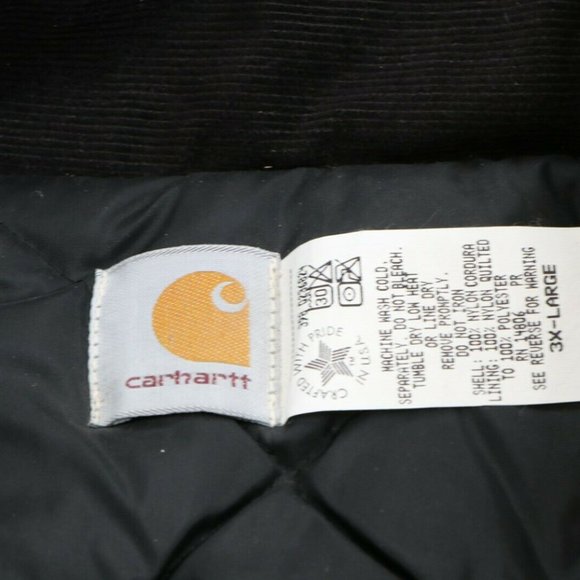 carhartt
30
CRAFTED WITH PRIDE
IN U.S.A.
MACHINE WASH COLD,
SEPARATELY. DO NOT BLEACH.
TUMBLE DRY LOW HEAT
OR LINE DRY
REMOVE PROMPTLY.
DO NOT IRON
SHELL: 100% NYLON CORDURA
LINING: 100% NYLON QUILTED
TO 100% POLYESTER
RN 14806 PR
SEE REVERSE FOR WARNING
3X-LARGE